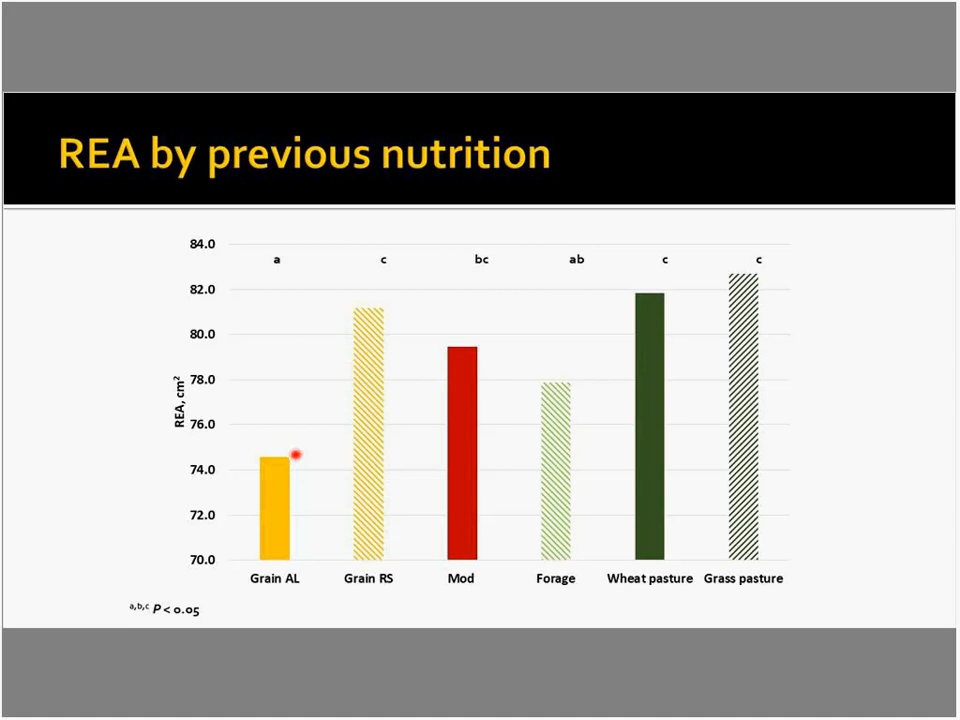 REA by previous nutrition
84.0
a c bc ab c c
82.0
80.0
78.0
76.0
74.0
72.0
70.0
REA, cm²
Grain AL Grain RS Mod Forage Wheat pasture Grass pasture
a,b,c P < 0.05